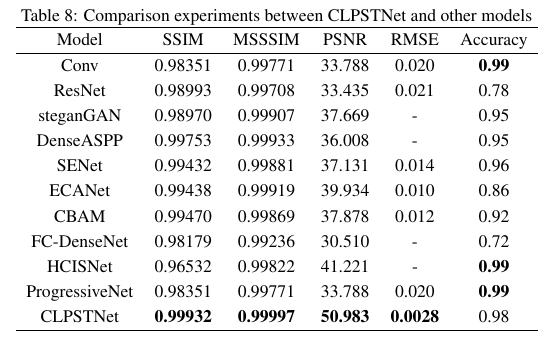 Table 8: Comparison experiments between CLPSTNet and other models
Model SSIM MSSSIM PSNR RMSE Accuracy
Conv 0.98351 0.99771 33.788 0.020 0.99
ResNet 0.98993 0.99708 33.435 0.021 0.78
steganGAN 0.98970 0.99907 37.669 - 0.95
DenseASPP 0.99753 0.99933 36.008 - 0.95
SENet 0.99432 0.99881 37.131 0.014 0.96
ECANet 0.99438 0.99919 39.934 0.010 0.86
CBAM 0.99470 0.99869 37.878 0.012 0.92
FC-DenseNet 0.98179 0.99236 30.510 - 0.72
HCISNet 0.96532 0.99822 41.221 - 0.99
ProgressiveNet 0.98351 0.99771 33.788 0.020 0.99
CLPSTNet 0.99932 0.99997 50.983 0.0028 0.98